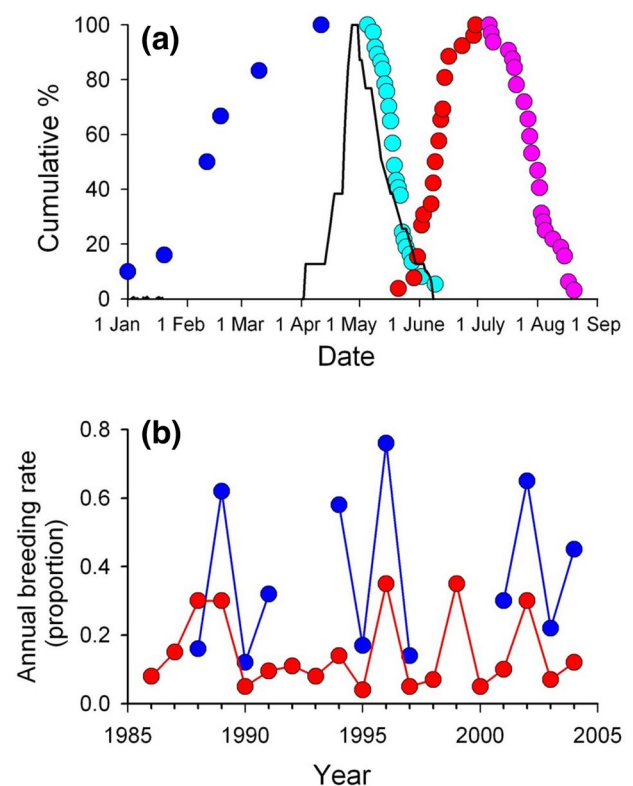 (a)
Cumulative %
100
80
60
40
20
0
1 Jan 1 Feb 1 Mar 1 Apr 1 May 1 June 1 July 1 Aug 1 Sep
Date
(b)
Annual breeding rate
(proportion)
0.8
0.6
0.4
0.2
0.0
1985 1990 1995 2000 2005
Year